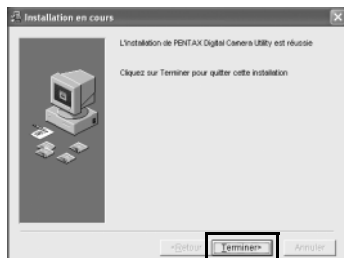 Installation en cours
L'installation de PENTAX Digital Camera Utility est réussie
Cliquez sur Terminer pour quitter cette installation
<Retour Terminer> Annuler